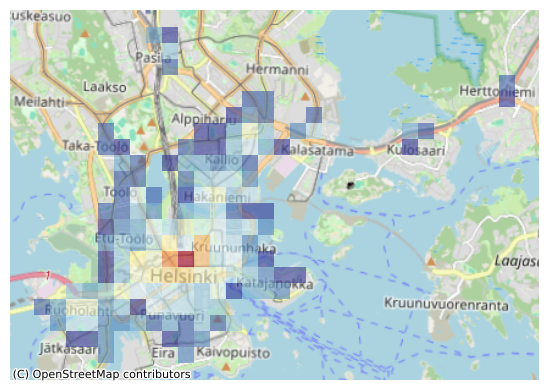 uskeasuo
Pasila
Hermanni
Laakso
Meilahti
Herttoniemi
Alppiharju
Taka-Töölö
Kalasatama
Kulosaari
Kallio
Töölö
Hakaniemi
Etu-Töölö
Kruununhaka
Laajasa
Helsinki
1
Katajanokka
Kruunuvuorenranta
Ruoholahti
Punavuori
Jätkäsaari
Eira
Kaivopuisto
(C) OpenStreetMap contributors